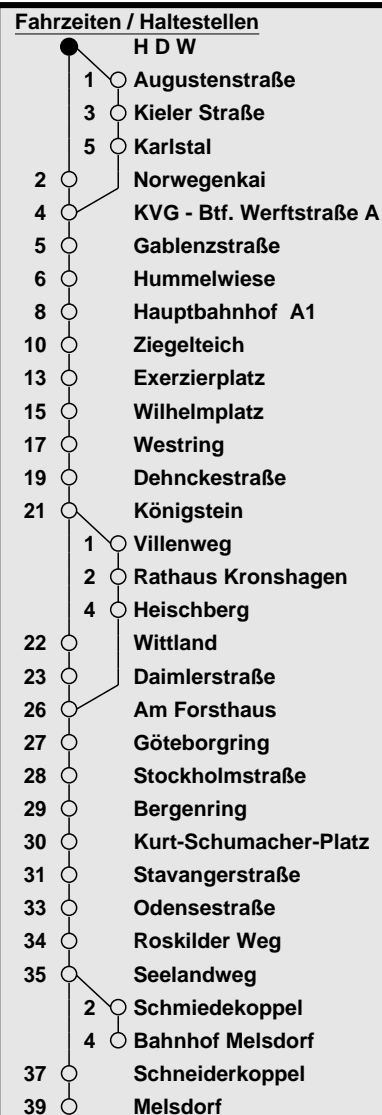 Fahrzeiten / Haltestellen
H D W
1 Augustenstraße
3 Kieler Straße
5 Karlstal
2 Norwegenkai
4 KVG - Btf. Werftstraße A
5 Gablenzstraße
6 Hummelwiese
8 Hauptbahnhof A1
10 Ziegelteich
13 Exerzierplatz
15 Wilhelmplatz
17 Westring
19 Dehnckestraße
21 Königstein
1 Villenweg
2 Rathaus Kronshagen
4 Heischberg
22 Wittland
23 Daimlerstraße
26 Am Forsthaus
27 Göteborgring
28 Stockholmstraße
29 Bergenring
30 Kurt-Schumacher-Platz
31 Stavangerstraße
33 Odensestraße
34 Roskilder Weg
35 Seelandweg
2 Schmiedekoppel
4 Bahnhof Melsdorf
37 Schneiderkoppel
39 Melsdorf